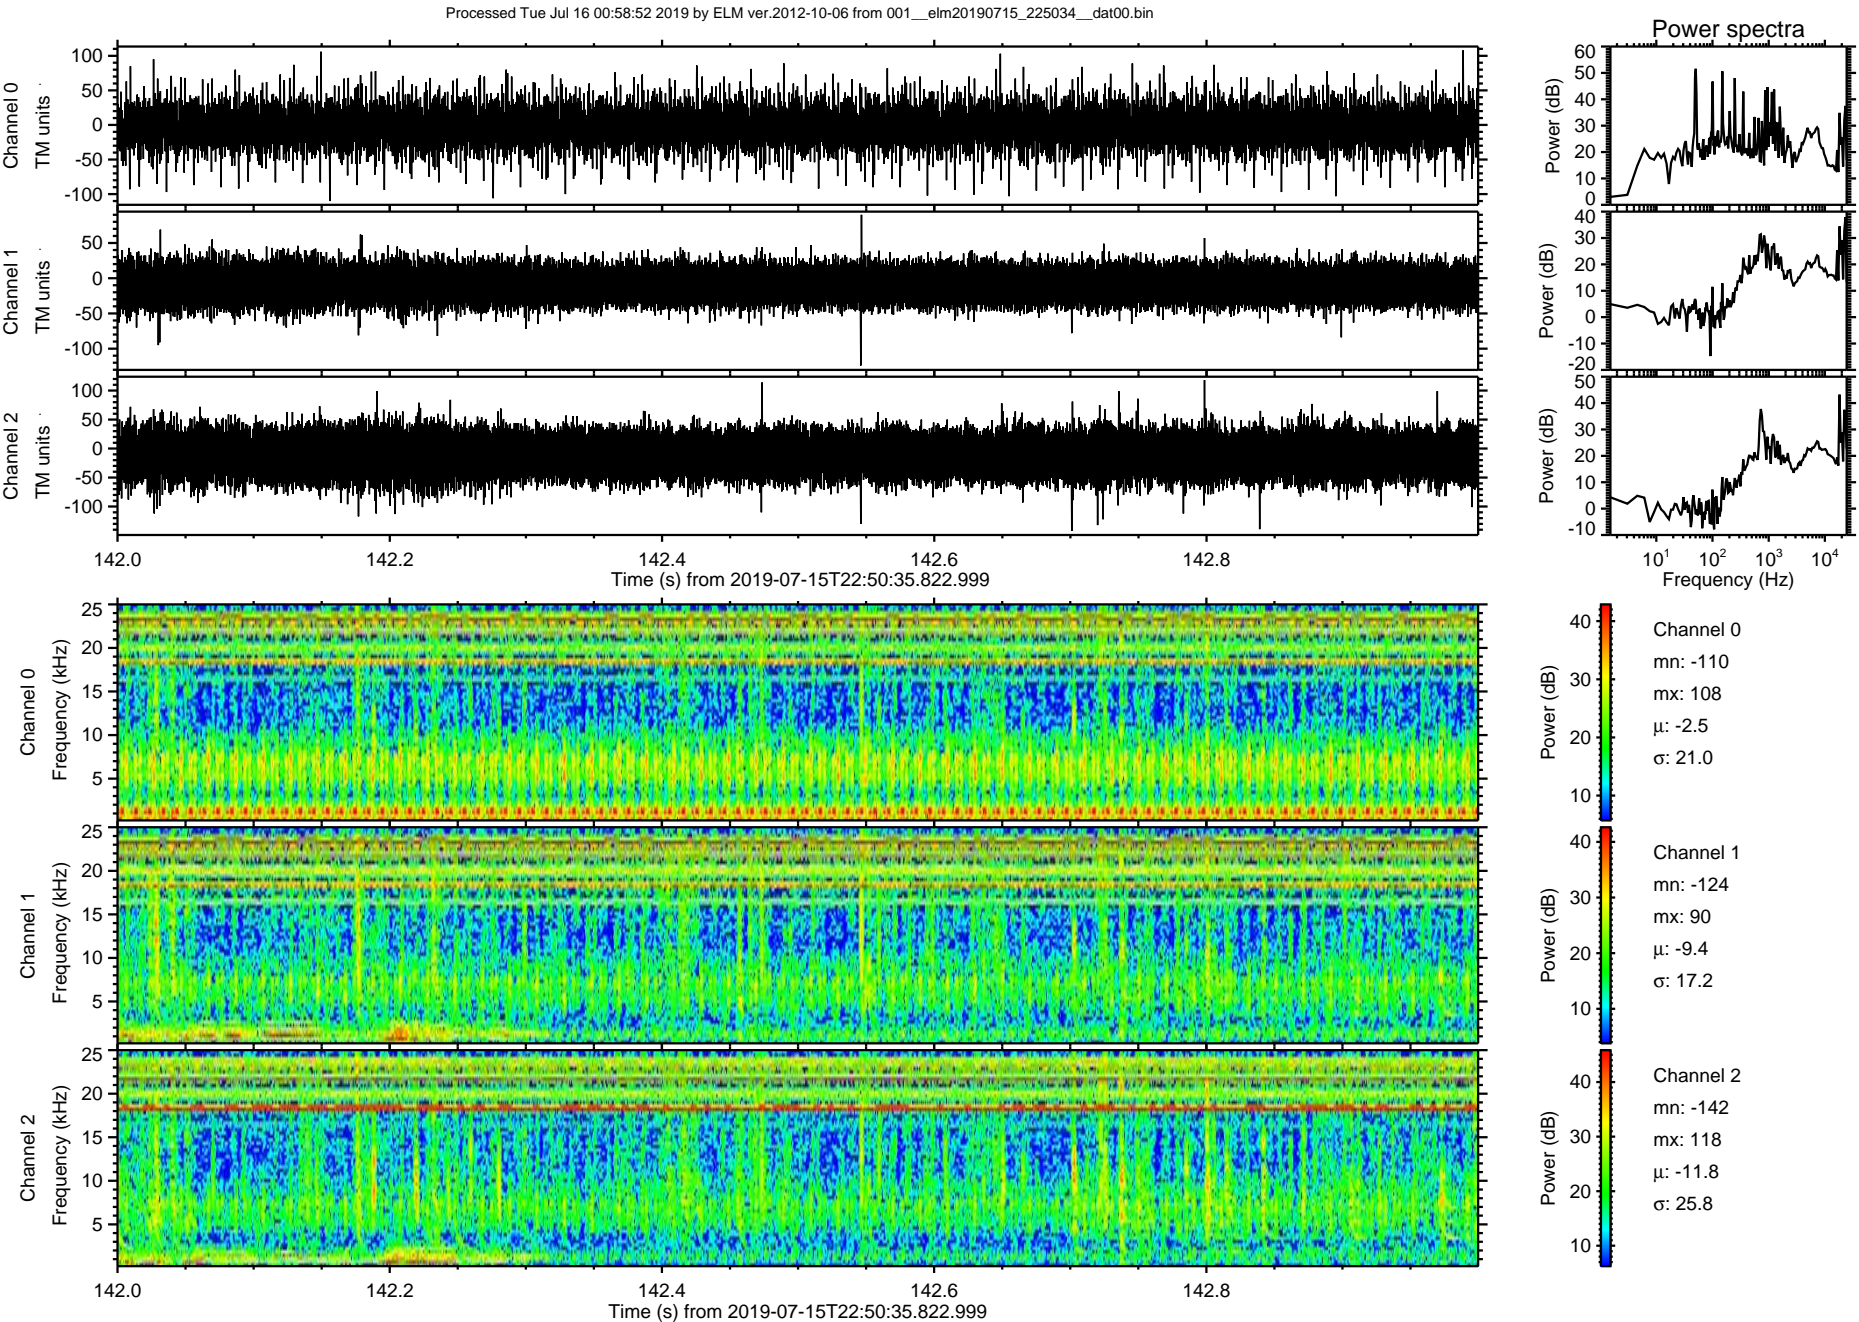 Processed Tue Jul 16 00:58:52 2019 by ELM ver.2012-10-06 from 001__elm20190715_225034__dat00.bin
Power spectra
Channel 0
TM units
100
50
0
-50
-100
Power (dB)
60
50
40
30
20
10
0
Channel 1
TM units
50
0
-50
-100
Power (dB)
40
30
20
10
0
-10
-20
Channel 2
TM units
100
50
0
-50
-100
Power (dB)
50
40
30
20
10
0
-10
142.0 142.2 142.4 142.6 142.8
Time (s) from 2019-07-15T22:50:35.822.999
10^1 10^2 10^3 10^4
Frequency (Hz)
Channel 0
Frequency (kHz)
25
20
15
10
5
Power (dB)
40
30
20
10
Channel 0
mn: -110
mx: 108
µ: -2.5
σ: 21.0
Channel 1
Frequency (kHz)
25
20
15
10
5
Power (dB)
40
30
20
10
Channel 1
mn: -124
mx: 90
µ: -9.4
σ: 17.2
Channel 2
Frequency (kHz)
25
20
15
10
5
Power (dB)
40
30
20
10
Channel 2
mn: -142
mx: 118
µ: -11.8
σ: 25.8
142.0 142.2 142.4 142.6 142.8
Time (s) from 2019-07-15T22:50:35.822.999